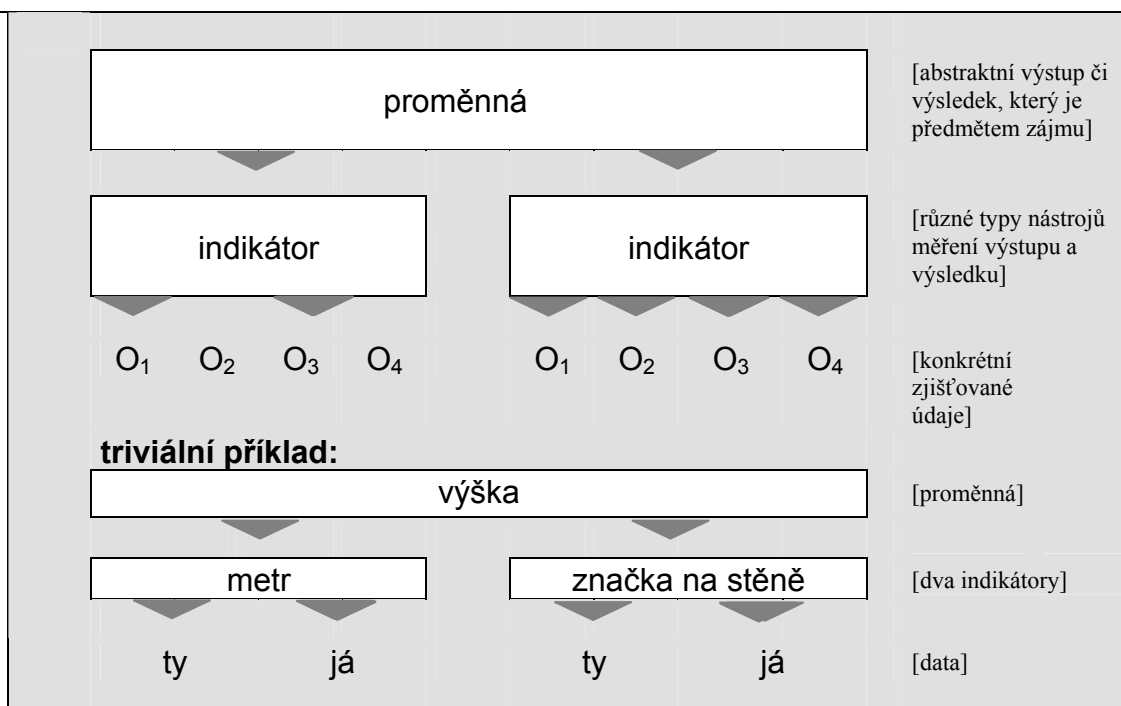 proměnná
[abstraktní výstup či
výsledek, který je
předmětem zájmu]
indikátor
indikátor
[různé typy nástrojů
měření výstupu a
výsledku]
O₁ O₂ O₃ O₄
O₁ O₂ O₃ O₄
[konkrétní
zjišťované
údaje]
triviální příklad:
výška
[proměnná]
metr
značka na stěně
[dva indikátory]
ty já
ty já
[data]